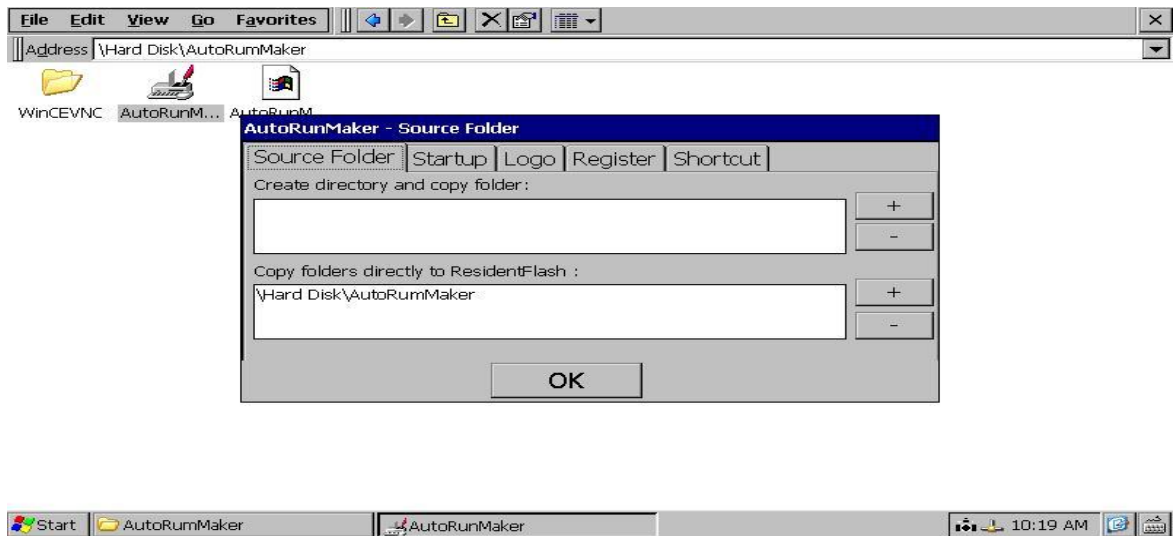 File Edit View Go Favorites
Address \Hard Disk\AutoRumMaker
WinCEVNC AutoRunM... AutoRunM
AutoRunMaker - Source Folder
Source Folder Startup Logo Register Shortcut
Create directory and copy folder:
+
-
Copy folders directly to ResidentFlash :
\Hard Disk\AutoRumMaker
+
-
OK
Start AutoRumMaker AutoRunMaker 10:19 AM